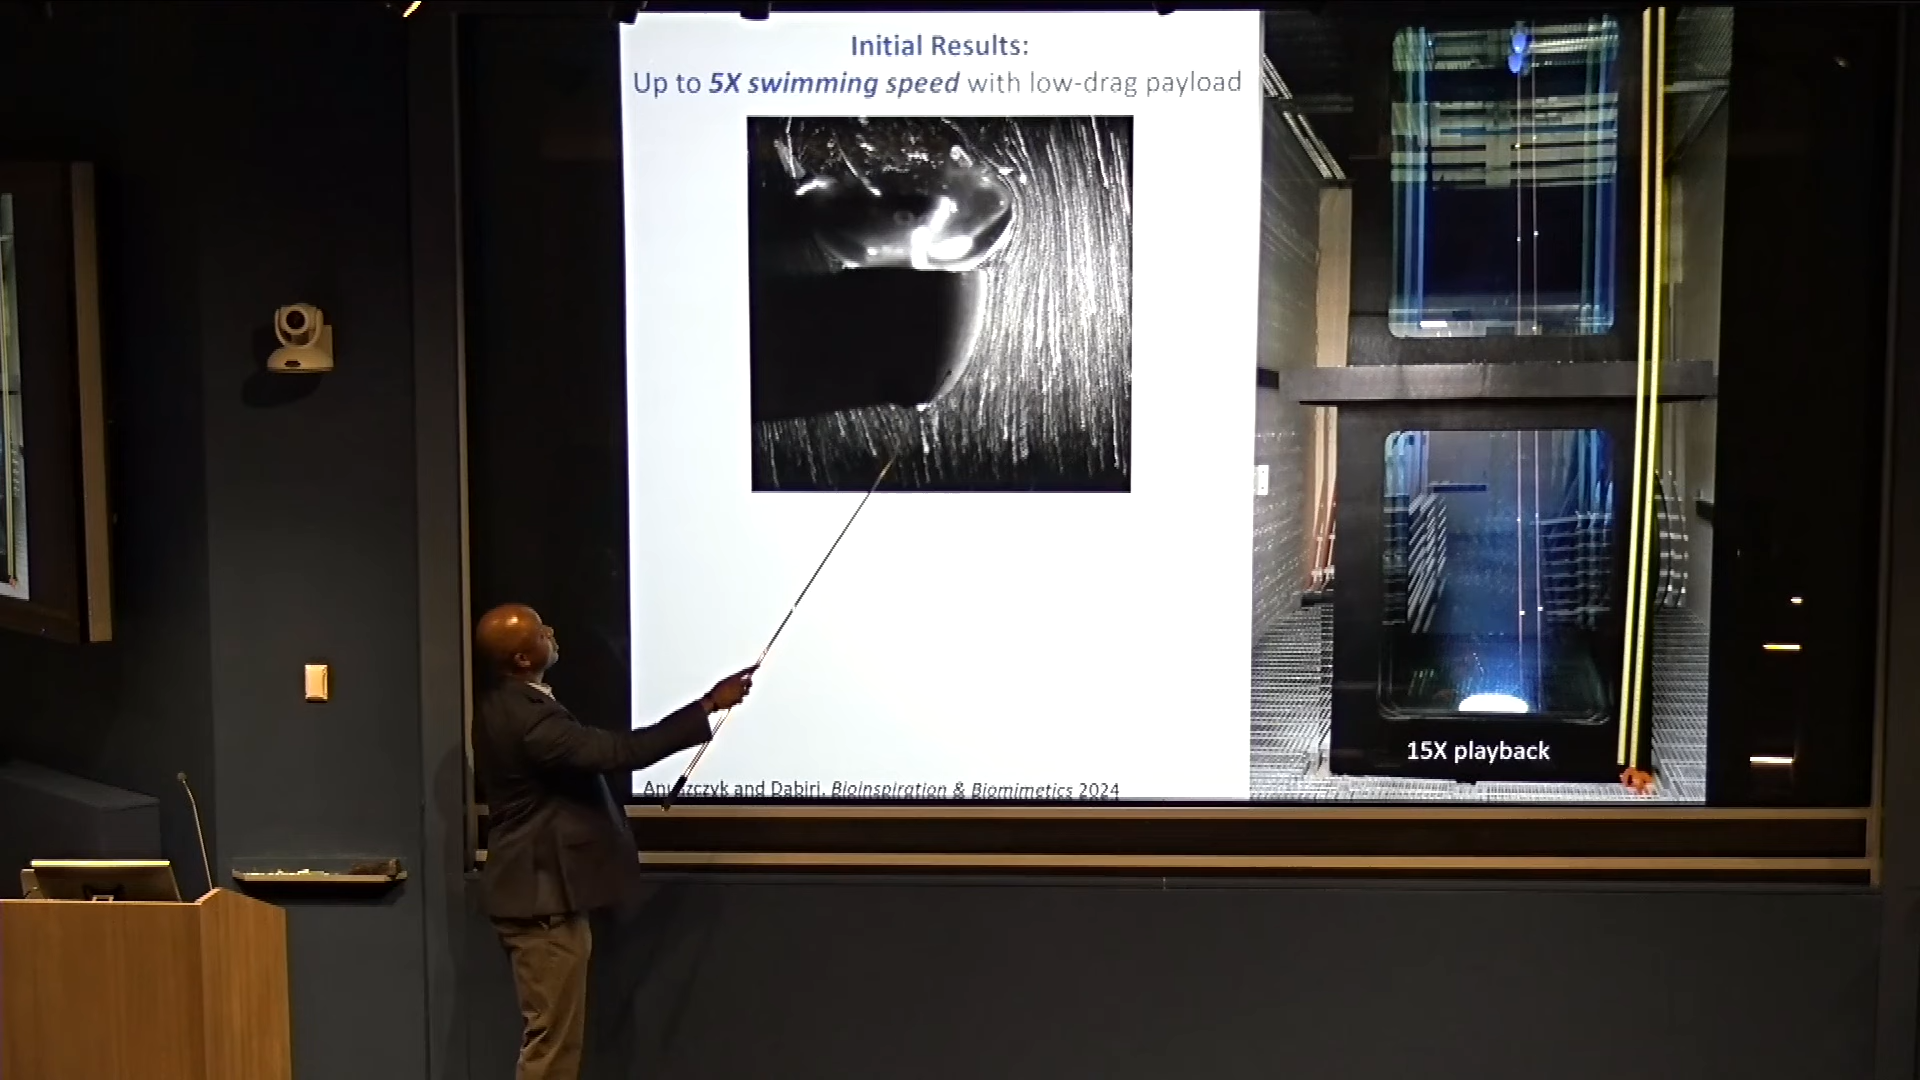 Initial Results:
Up to 5X swimming speed with low-drag payload
15X playback
and Dabiri, Bioinspiration & Biomimetics 2024